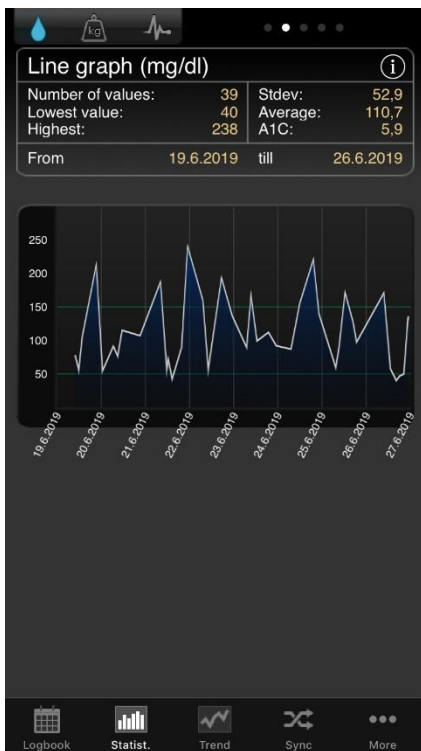 kg
Line graph (mg/dl) i
Number of values: 39 Stdev: 52,9
Lowest value: 40 Average: 110,7
Highest: 238 A1C: 5,9
From 19.6.2019 till 26.6.2019
250
200
150
100
50
19.6.2019 20.6.2019 21.6.2019 22.6.2019 23.6.2019 24.6.2019 25.6.2019 26.6.2019 27.6.2019
Logbook Statist. Trend Sync More